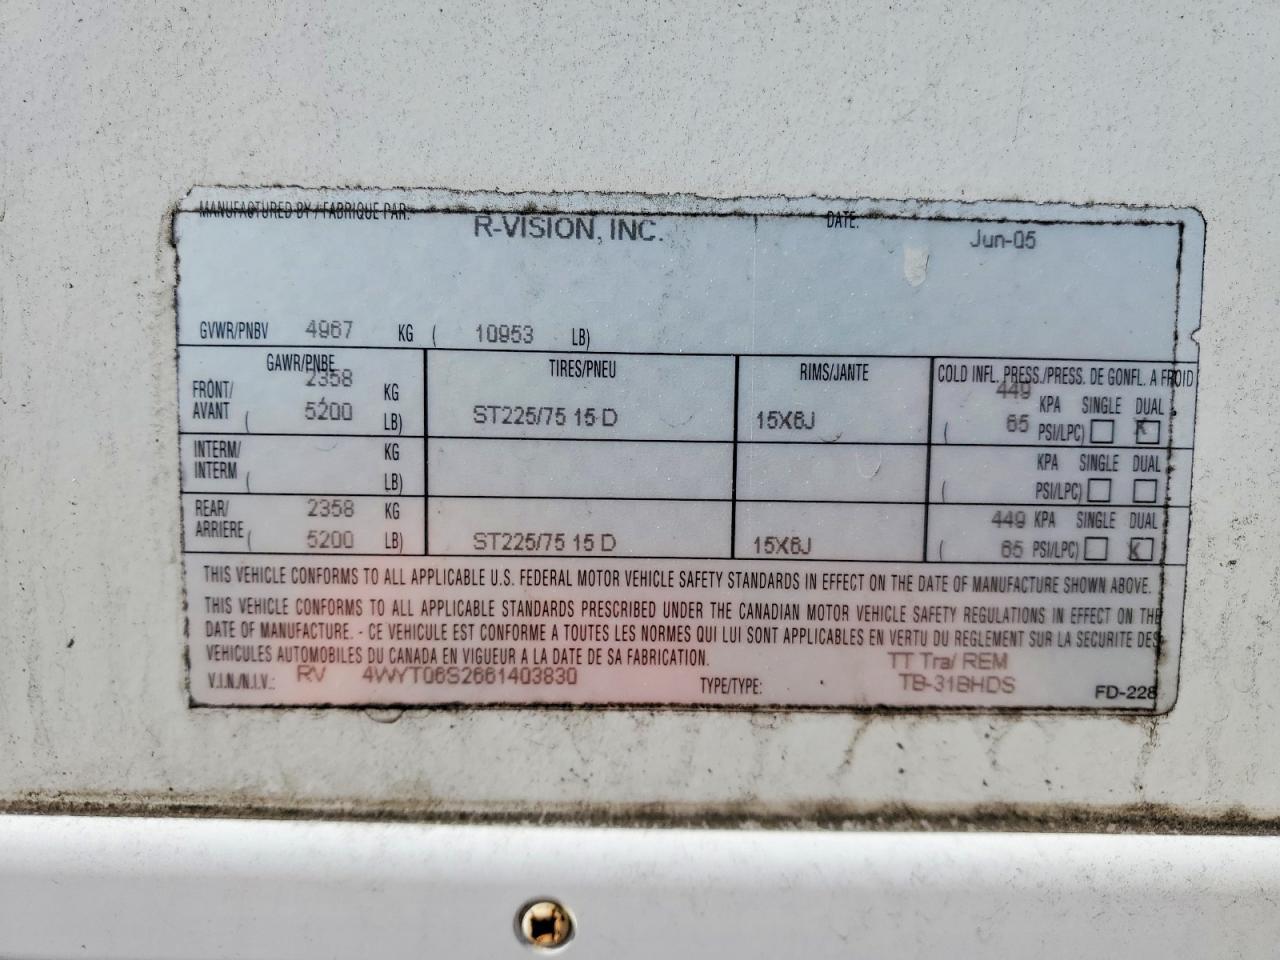 MANUFACTURED BY / FABRIQUE PAR: R-VISION, INC. DATE: Jun-05
GVWR/PNBV 4967 KG ( 10953 LB)
GAWR/PNBE TIRES/PNEU RIMS/JANTE COLD INFL. PRESS./PRESS. DE GONFL. A FROID
FRONT/ 2358 KG 449 KPA SINGLE DUAL
AVANT ( 5200 LB) ST225/75 15 D 15X6J ( 65 PSI/LPC) X
INTERM/ KG KPA SINGLE DUAL
INTERM ( LB) ( PSI/LPC)
REAR/ 2358 KG 449 KPA SINGLE DUAL
ARRIERE ( 5200 LB) ST225/75 15 D 15X6J ( 65 PSI/LPC) X
THIS VEHICLE CONFORMS TO ALL APPLICABLE U.S. FEDERAL MOTOR VEHICLE SAFETY STANDARDS IN EFFECT ON THE DATE OF MANUFACTURE SHOWN ABOVE.
THIS VEHICLE CONFORMS TO ALL APPLICABLE STANDARDS PRESCRIBED UNDER THE CANADIAN MOTOR VEHICLE SAFETY REGULATIONS IN EFFECT ON THE
DATE OF MANUFACTURE. - CE VEHICULE EST CONFORME A TOUTES LES NORMES QUI LUI SONT APPLICABLES EN VERTU DU REGLEMENT SUR LA SECURITE DES
VEHICULES AUTOMOBILES DU CANADA EN VIGUEUR A LA DATE DE SA FABRICATION. TT Tra/ REM
V.I.N./N.I.V.: RV 4WYT06S2661403830 TYPE/TYPE: TB-31BHDS FD-228